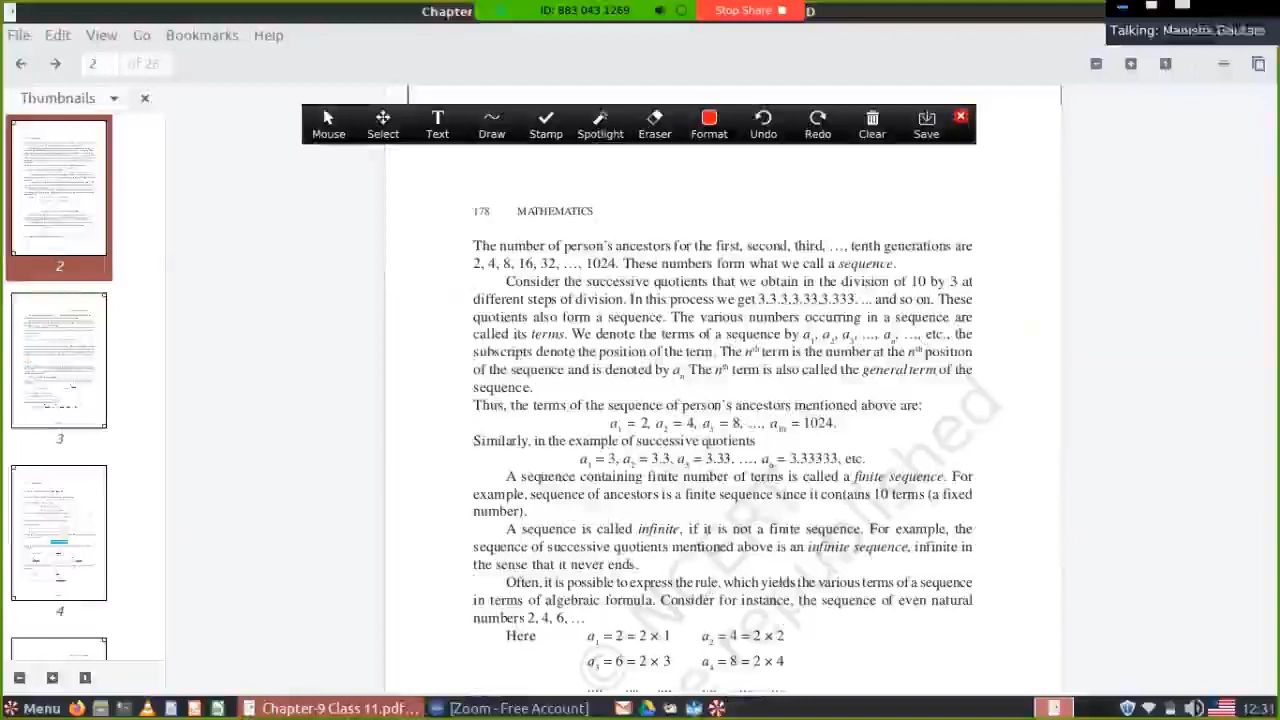 Chapter
ID: 883 043 1269
Stop Share
D
Talking:
File Edit View Go Bookmarks Help
2 of 28
Thumbnails
Mouse Select Text Draw Stamp Spotlight Eraser Format Undo Redo Clear Save
2
3
4
178 MATHEMATICS
The number of person's ancestors for the first, second, third, …, tenth generations are
2, 4, 8, 16, 32, …, 1024. These numbers form what we call a sequence.
Consider the successive quotients that we obtain in the division of 10 by 3 at
different steps of division. In this process we get 3,3.3,3.33,3.333, ... and so on. These
quotients also form a sequence. The various numbers occurring in a sequence are
called its terms. We denote the terms of a sequence by a1, a2, a3, …, an, …, etc., the
subscripts denote the position of the term. The nth term is the number at the nth position
of the sequence and is denoted by an. The nth term is also called the general term of the
sequence.
Thus, the terms of the sequence of person's ancestors mentioned above are:
a1 = 2, a2 = 4, a3 = 8, …, a10 = 1024.
Similarly, in the example of successive quotients
a1 = 3, a2 = 3.3, a3 = 3.33, …, a6 = 3.33333, etc.
A sequence containing finite number of terms is called a finite sequence. For
example, sequence of ancestors is a finite sequence since it contains 10 terms (a fixed
number).
A sequence is called infinite, if it is not a finite sequence. For example, the
sequence of successive quotients mentioned above is an infinite sequence, infinite in
the sense that it never ends.
Often, it is possible to express the rule, which yields the various terms of a sequence
in terms of algebraic formula. Consider for instance, the sequence of even natural
numbers 2, 4, 6, …
Here a1 = 2 = 2 × 1 a2 = 4 = 2 × 2
a3 = 6 = 2 × 3 a4 = 8 = 2 × 4
Menu
Chapter-9 Class 11.pdf...
[Zoom - Free Account]
12:31